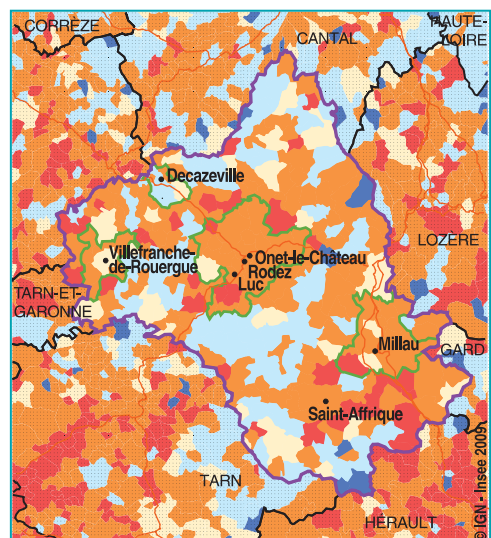 CORRÈZE
HAUTE-
LOIRE
CANTAL
Decazeville
LOZÈRE
Villefranche-
de-Rouergue
Onet-le-Château
Rodez
Luc
TARN-ET-
GARONNE
Millau
GARD
Saint-Affrique
TARN
HÉRAULT
© IGN - Insee 2009